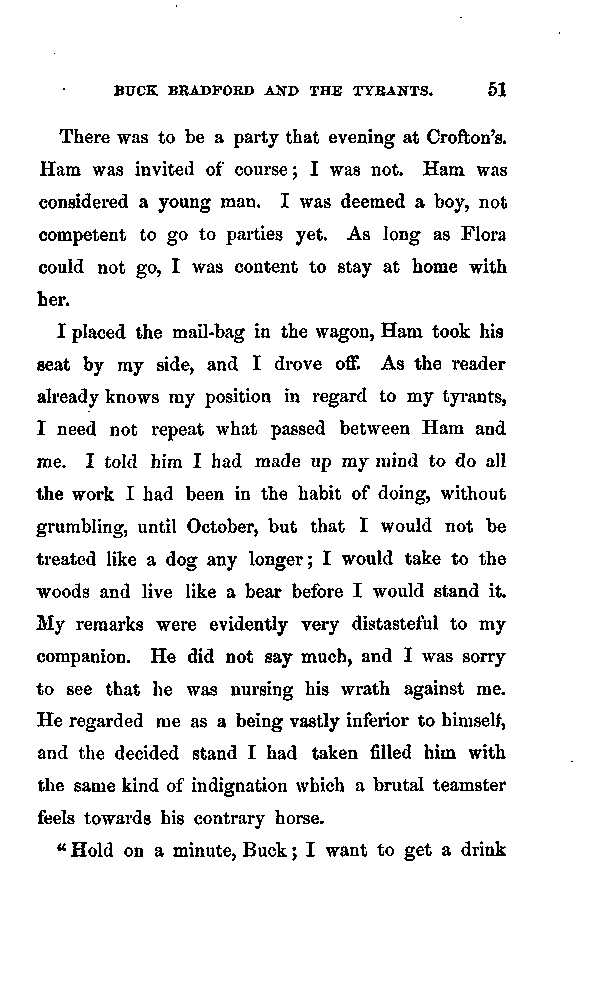 BUCK BRADFORD AND THE TYRANTS. 51
There was to be a party that evening at Crofton's.
Ham was invited of course; I was not. Ham was
considered a young man. I was deemed a boy, not
competent to go to parties yet. As long as Flora
could not go, I was content to stay at home with
her.
I placed the mail-bag in the wagon, Ham took his
seat by my side, and I drove off. As the reader
already knows my position in regard to my tyrants,
I need not repeat what passed between Ham and
me. I told him I had made up my mind to do all
the work I had been in the habit of doing, without
grumbling, until October, but that I would not be
treated like a dog any longer; I would take to the
woods and live like a bear before I would stand it.
My remarks were evidently very distasteful to my
companion. He did not say much, and I was sorry
to see that he was nursing his wrath against me.
He regarded me as a being vastly inferior to himself,
and the decided stand I had taken filled him with
the same kind of indignation which a brutal teamster
feels towards his contrary horse.
“Hold on a minute, Buck; I want to get a drink